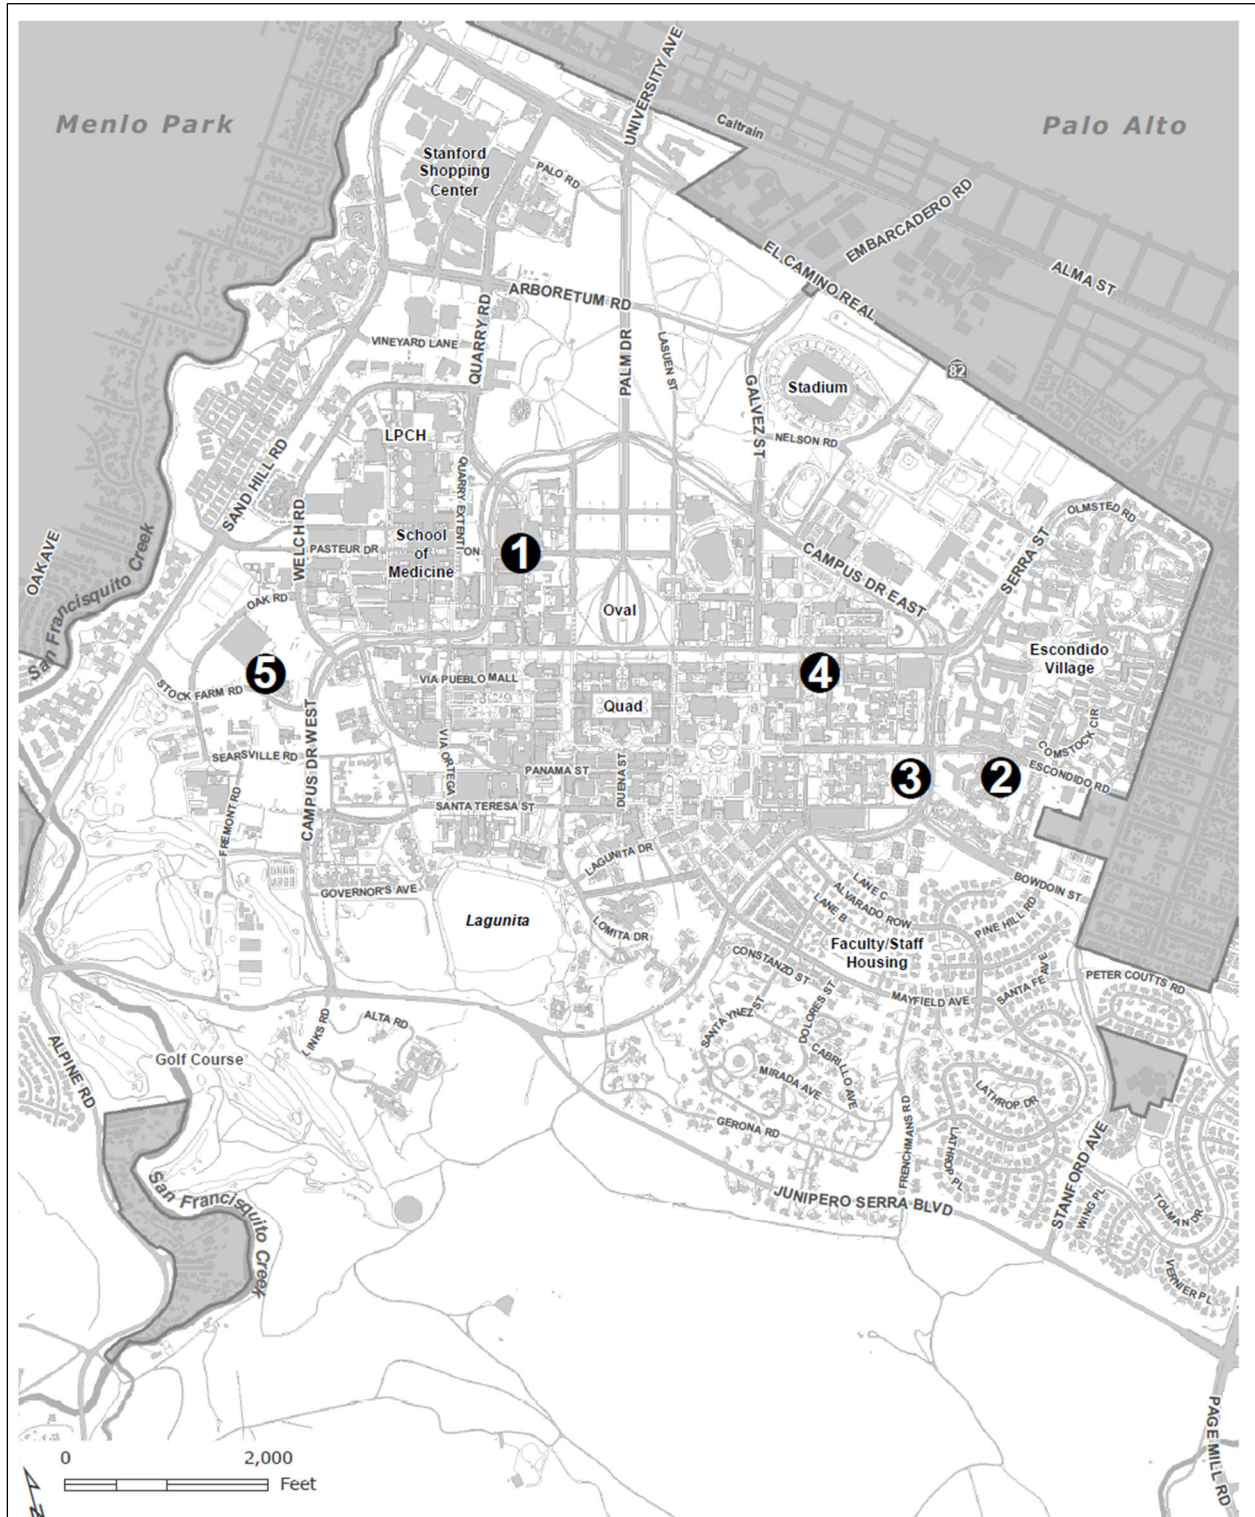 UNIVERSITY AVE
Menlo Park
Caltrain
Palo Alto
Stanford
Shopping
Center
PALO RD
EMBARCADERO RD
EL CAMINO REAL
ALMA ST
ARBORETUM RD
QUARRY RD
VINEYARD LANE
PALM DR
LASUEN ST
GALVEZ ST
Stadium
82
NELSON RD
LPCH
SAND HILL RD
QUARRY EXTENTION
WELCH RD
OLMSTED RD
SERRA ST
School
of
Medicine
PASTEUR DR
1
CAMPUS DR EAST
OAK AVE
San Francisquito Creek
OAK RD
Oval
Escondido
Village
5
STOCK FARM RD
VIA PUEBLO MALL
4
Quad
CAMPUS DR WEST
SEARSVILLE RD
VIA ORTEGA
PANAMA ST
DUENA ST
3
2
COMSTOCK CIR
ESCONDIDO RD
FREMONT RD
SANTA TERESA ST
LAGUNITA DR
GOVERNOR'S AVE
Lagunita
LOMITA DR
LANE C
ALVARADO ROW
LANE B
BOWDOIN ST
PINE HILL RD
Faculty/Staff
Housing
CONSTANZO ST
MAYFIELD AVE
SANTA FE AVE
PETER COUTTS RD
SANTA YNEZ ST
DOLORES ST
LINKS RD
ALTA RD
ALPINE RD
Golf Course
CABRILLO AVE
MIRADA AVE
LATHROP DR
GERONA RD
FRENCHMANS RD
LATHROP PL
STANFORD AVE
San Francisquito Creek
JUNIPERO SERRA BLVD
WING PL
TOLMAN DR
VERNIER PL
PAGE MILL RD
0 2,000
Feet
N